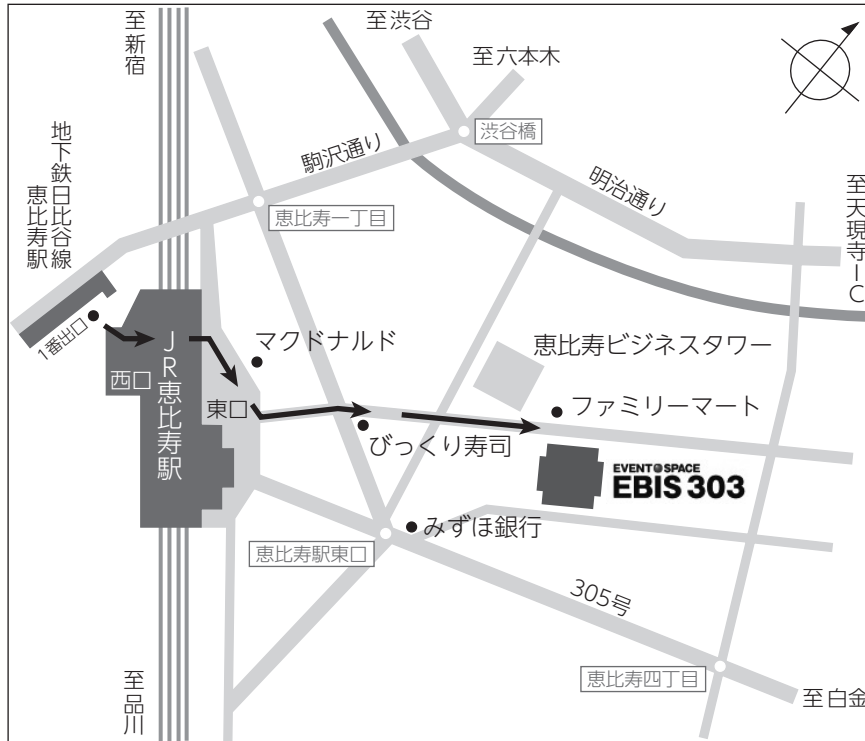 至新宿
至渋谷
至六本木
渋谷橋
駒沢通り
明治通り
地下鉄日比谷線
恵比寿駅
恵比寿一丁目
至天現寺IC
1番出口
マクドナルド
恵比寿ビジネスタワー
西口
JR恵比寿駅
東口
ファミリーマート
びっくり寿司
EVENT SPACE
EBIS 303
みずほ銀行
恵比寿駅東口
305号
恵比寿四丁目
至品川
至白金